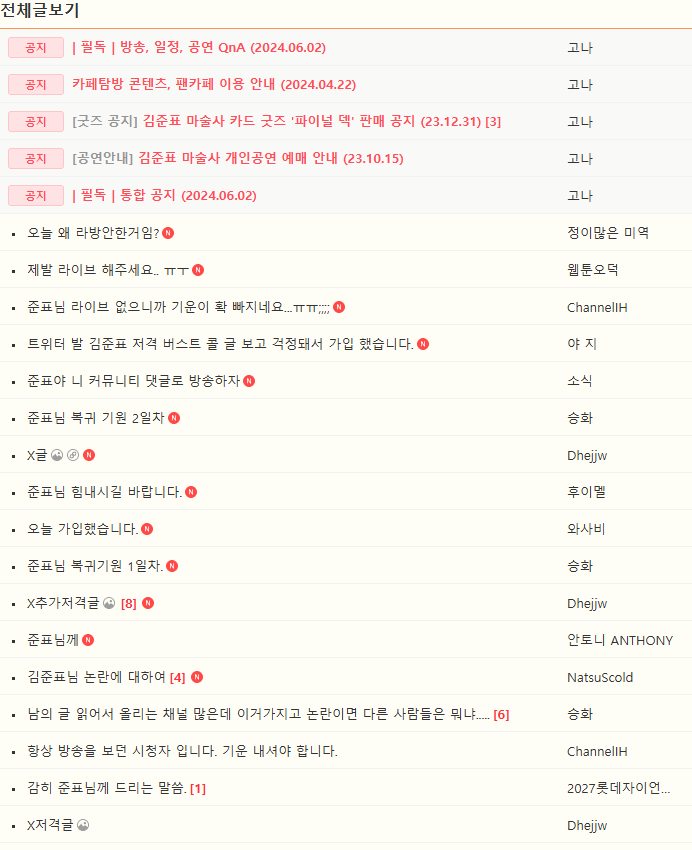 전체글보기
공지 | 필독 | 방송, 일정, 공연 QnA (2024.06.02) 고나
공지 카페탐방 콘텐츠, 팬카페 이용 안내 (2024.04.22) 고나
공지 [굿즈 공지] 김준표 마술사 카드 굿즈 '파이널 덱' 판매 공지 (23.12.31) [3] 고나
공지 [공연안내] 김준표 마술사 개인공연 예매 안내 (23.10.15) 고나
공지 | 필독 | 통합 공지 (2024.06.02) 고나
오늘 왜 라방안한거임? N 정이많은 미역
제발 라이브 해주세요.. ㅠㅜ N 웹툰오덕
준표님 라이브 없으니까 기운이 확 빠지네요...ㅠㅠ;;;; N ChannelIH
트위터 발 김준표 저격 버스트 콜 글 보고 걱정돼서 가입 했습니다. N 야 지
준표야 니 커뮤니티 댓글로 방송하자 N 소식
준표님 복귀 기원 2일차 N 승화
X글 N Dhejjw
준표님 힘내시길 바랍니다. N 후이멜
오늘 가입했습니다. N 와사비
준표님 복귀기원 1일차. N 승화
X추가저격글 [8] N Dhejjw
준표님께 N 안토니 ANTHONY
김준표님 논란에 대하여 [4] N NatsuScold
남의 글 읽어서 올리는 채널 많은데 이거가지고 논란이면 다른 사람들은 뭐냐..... [6] 승화
항상 방송을 보던 시청자 입니다. 기운 내셔야 합니다. ChannelIH
감히 준표님께 드리는 말씀. [1] 2027롯데자이언...
X저격글 Dhejjw